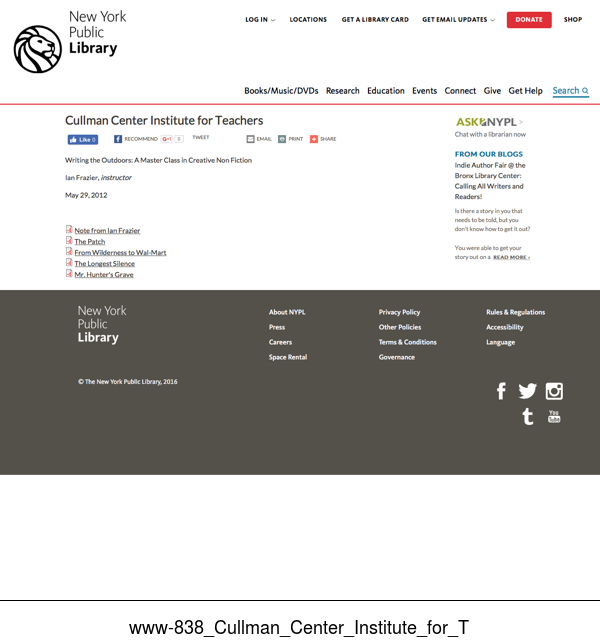 New York
Public
Library
LOG IN
LOCATIONS
GET A LIBRARY CARD
GET EMAIL UPDATES
DONATE
SHOP
Books/Music/DVDs Research Education Events Connect Give Get Help Search
Cullman Center Institute for Teachers
Like 0
RECOMMEND
G+1 0
TWEET
EMAIL
PRINT
SHARE
Writing the Outdoors: A Master Class in Creative Non Fiction
Ian Frazier, instructor
May 29, 2012
Note from Ian Frazier
The Patch
From Wilderness to Wal-Mart
The Longest Silence
Mr. Hunter's Grave
ASK NYPL >
Chat with a librarian now
FROM OUR BLOGS
Indie Author Fair @ the
Bronx Library Center:
Calling All Writers and
Readers!
Is there a story in you that
needs to be told, but you
don't know how to get it out?
You were able to get your
story out on a READ MORE ›
New York
Public
Library
About NYPL
Press
Careers
Space Rental
Privacy Policy
Other Policies
Terms & Conditions
Governance
Rules & Regulations
Accessibility
Language
© The New York Public Library, 2016
You
Tube
www-838_Cullman_Center_Institute_for_T